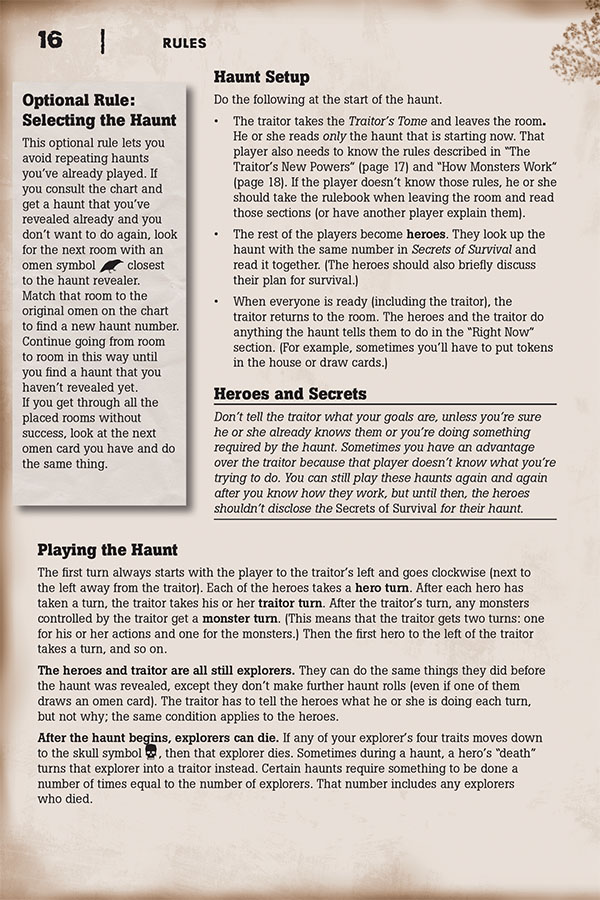 16 | RULES
Optional Rule:
Selecting the Haunt
This optional rule lets you
avoid repeating haunts
you've already played. If
you consult the chart and
get a haunt that you've
revealed already and you
don't want to do again, look
for the next room with an
omen symbol closest
to the haunt revealer.
Match that room to the
original omen on the chart
to find a new haunt number.
Continue going from room
to room in this way until
you find a haunt that you
haven't revealed yet.
If you get through all the
placed rooms without
success, look at the next
omen card you have and do
the same thing.
Haunt Setup
Do the following at the start of the haunt.
• The traitor takes the Traitor's Tome and leaves the room.
He or she reads only the haunt that is starting now. That
player also needs to know the rules described in "The
Traitor's New Powers" (page 17) and "How Monsters Work"
(page 18). If the player doesn't know those rules, he or she
should take the rulebook when leaving the room and read
those sections (or have another player explain them).
• The rest of the players become heroes. They look up the
haunt with the same number in Secrets of Survival and
read it together. (The heroes should also briefly discuss
their plan for survival.)
• When everyone is ready (including the traitor), the
traitor returns to the room. The heroes and the traitor do
anything the haunt tells them to do in the "Right Now"
section. (For example, sometimes you'll have to put tokens
in the house or draw cards.)
Heroes and Secrets
Don't tell the traitor what your goals are, unless you're sure
he or she already knows them or you're doing something
required by the haunt. Sometimes you have an advantage
over the traitor because that player doesn't know what you're
trying to do. You can still play these haunts again and again
after you know how they work, but until then, the heroes
shouldn't disclose the Secrets of Survival for their haunt.
Playing the Haunt
The first turn always starts with the player to the traitor's left and goes clockwise (next to
the left away from the traitor). Each of the heroes takes a hero turn. After each hero has
taken a turn, the traitor takes his or her traitor turn. After the traitor's turn, any monsters
controlled by the traitor get a monster turn. (This means that the traitor gets two turns: one
for his or her actions and one for the monsters.) Then the first hero to the left of the traitor
takes a turn, and so on.
The heroes and traitor are all still explorers. They can do the same things they did before
the haunt was revealed, except they don't make further haunt rolls (even if one of them
draws an omen card). The traitor has to tell the heroes what he or she is doing each turn,
but not why; the same condition applies to the heroes.
After the haunt begins, explorers can die. If any of your explorer's four traits moves down
to the skull symbol , then that explorer dies. Sometimes during a haunt, a hero's "death"
turns that explorer into a traitor instead. Certain haunts require something to be done a
number of times equal to the number of explorers. That number includes any explorers
who died.